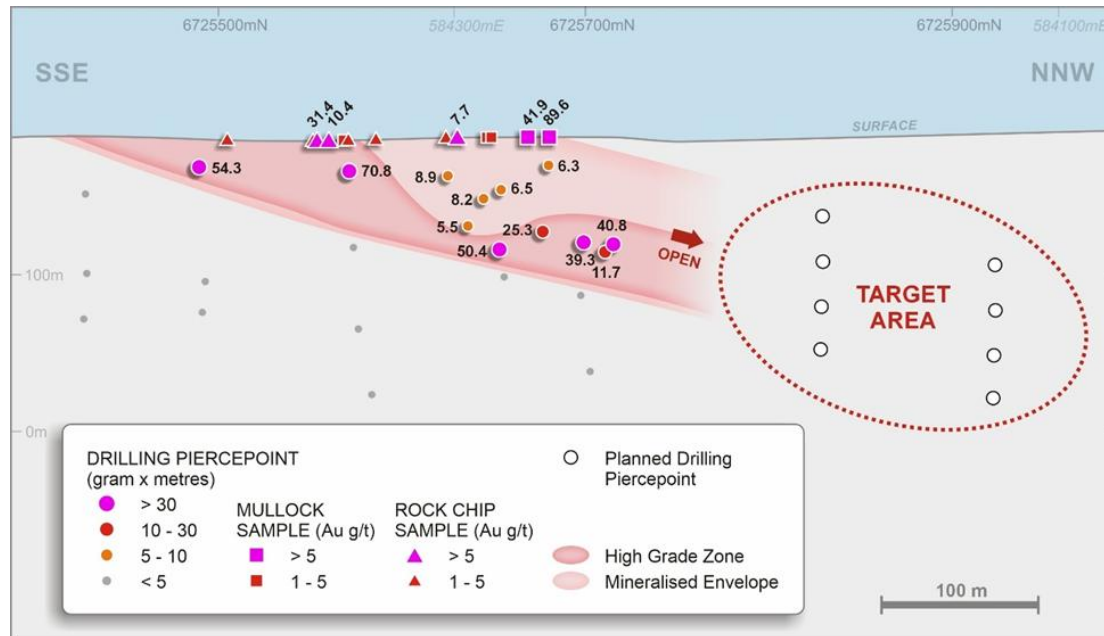 6725500mN
584300mE
6725700mN
6725900mN
584100mE
SSE
NNW
31.4
10.4
7.7
41.9
89.6
SURFACE
54.3
70.8
8.9
6.3
8.2
6.5
5.5
25.3
40.8
50.4
39.3
11.7
OPEN
TARGET
AREA
100m
0m
DRILLING PIERCEPOINT
(gram x metres)
> 30
10 - 30
5 - 10
< 5
MULLOCK
SAMPLE (Au g/t)
> 5
1 - 5
ROCK CHIP
SAMPLE (Au g/t)
> 5
1 - 5
Planned Drilling
Piercepoint
High Grade Zone
Mineralised Envelope
100 m